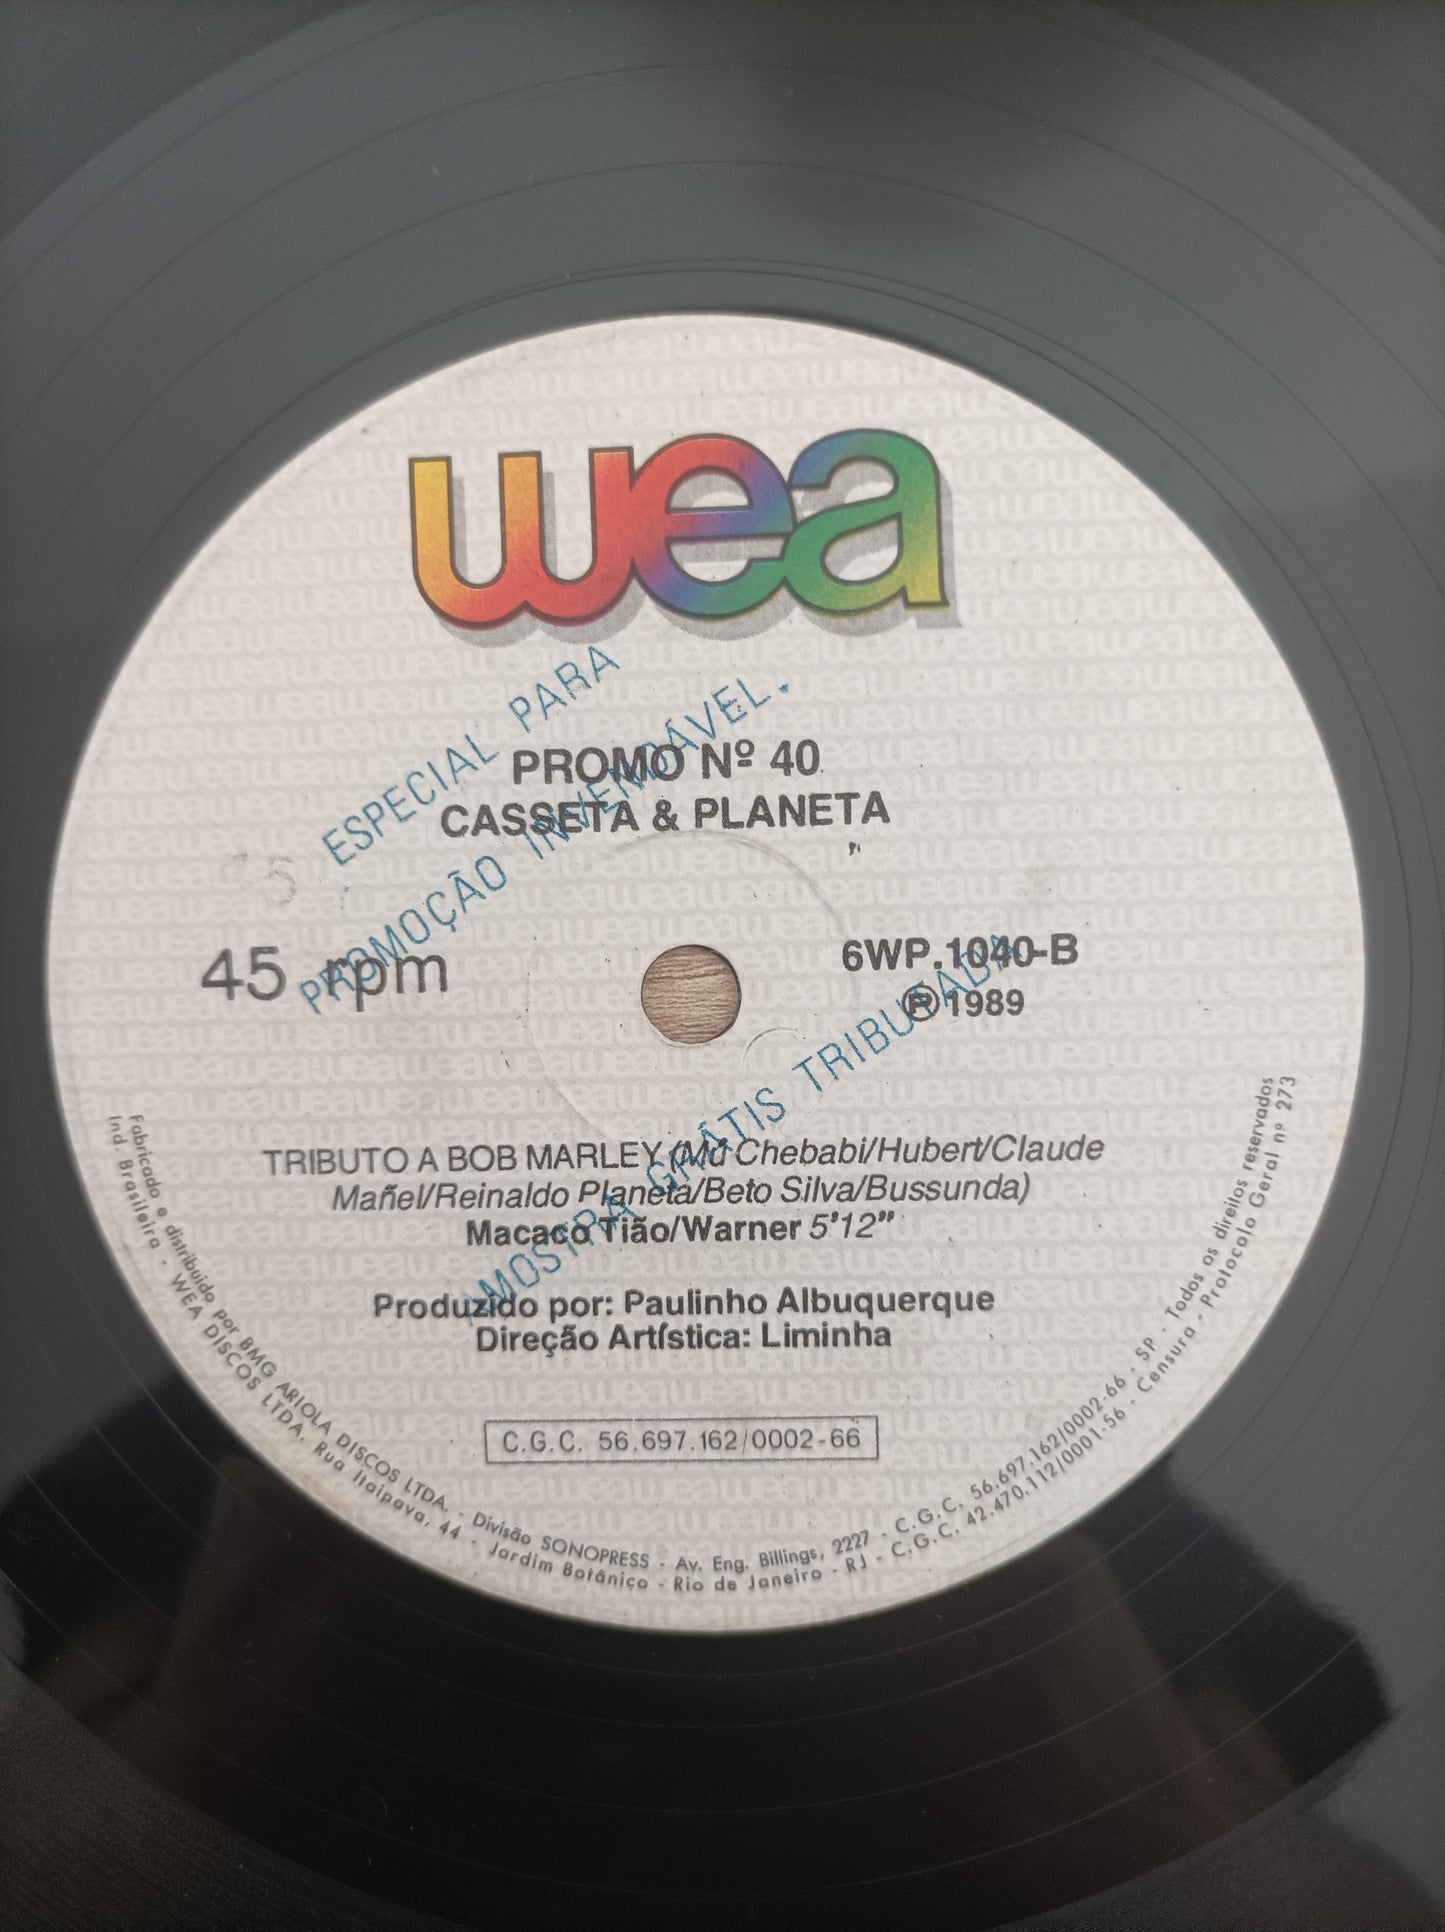 wea
ESPECIAL PARA
PROMOÇÃO INVENDÁVEL.
PROMO Nº 40
CASSETA & PLANETA
45 rpm
6WP.1040-B
Ⓟ 1989
AMOSTRA GRÁTIS TRIBUTADA
TRIBUTO A BOB MARLEY (Mú Chebabi/Hubert/Claude
Mañel/Reinaldo Planeta/Beto Silva/Bussunda)
Macaco Tião/Warner 5'12"
Produzido por: Paulinho Albuquerque
Direção Artística: Liminha
C.G.C. 56.697.162/0002-66
Fabricado e distribuído por BMG ARIOLA DISCOS LTDA. - Divisão SONOPRESS - Av. Eng. Billings, 2227 - C.G.C. 56.697.162/0002-66 - SP - Todos os direitos reservados
Ind. Brasileira - WEA DISCOS LTDA. Rua Itaipava, 44 - Jardim Botânico - Rio de Janeiro - RJ - C.G.C. 42.470.112/0001-56 - Censura - Protocolo Geral nº 273